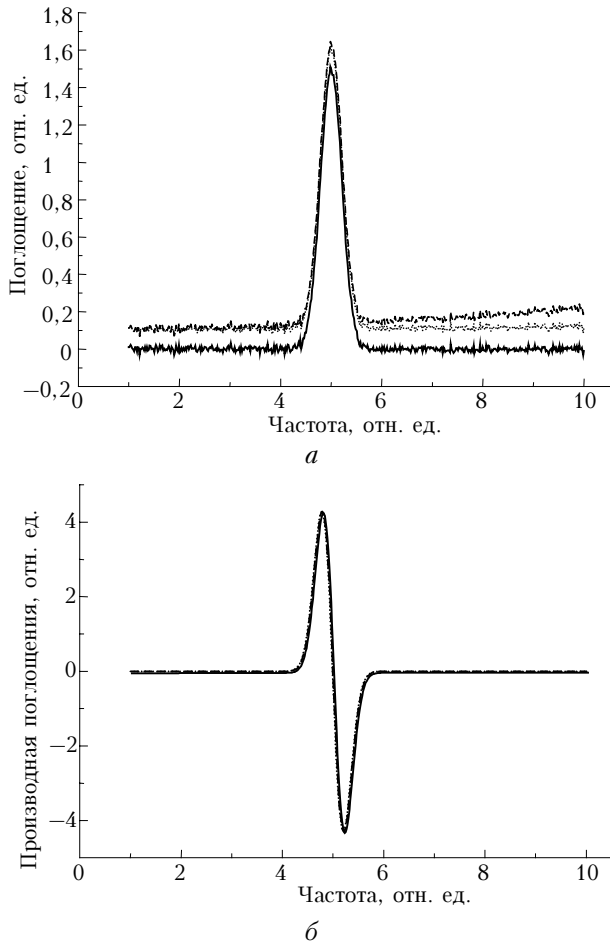 Поглощение, отн. ед.
1,8
1,6
1,4
1,2
1
0,8
0,6
0,4
0,2
0
−0,2
0 2 4 6 8 10
Частота, отн. ед.
а
Производная поглощения, отн. ед.
4
2
0
−2
−4
0 2 4 6 8 10
Частота, отн. ед.
б